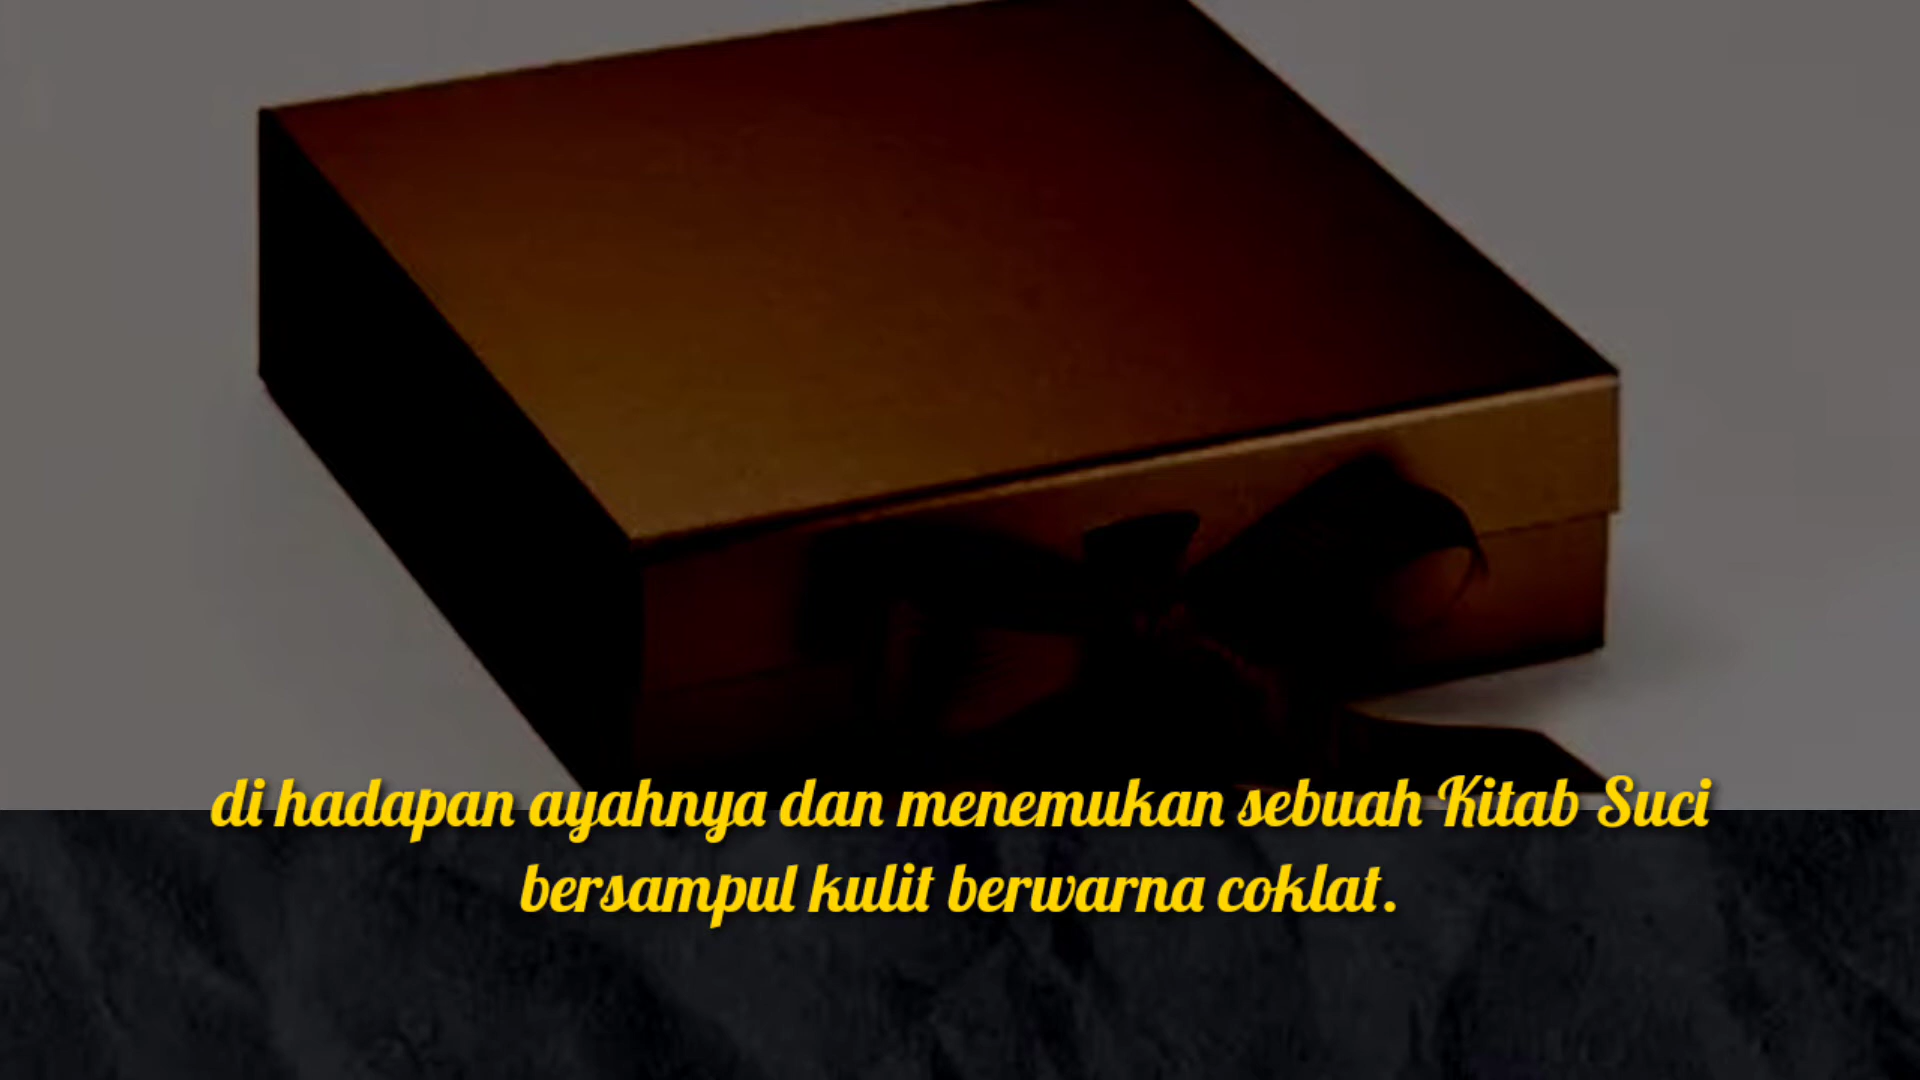 di hadapan ayahnya dan menemukan sebuah Kitab Suci
bersampul kulit berwarna coklat.